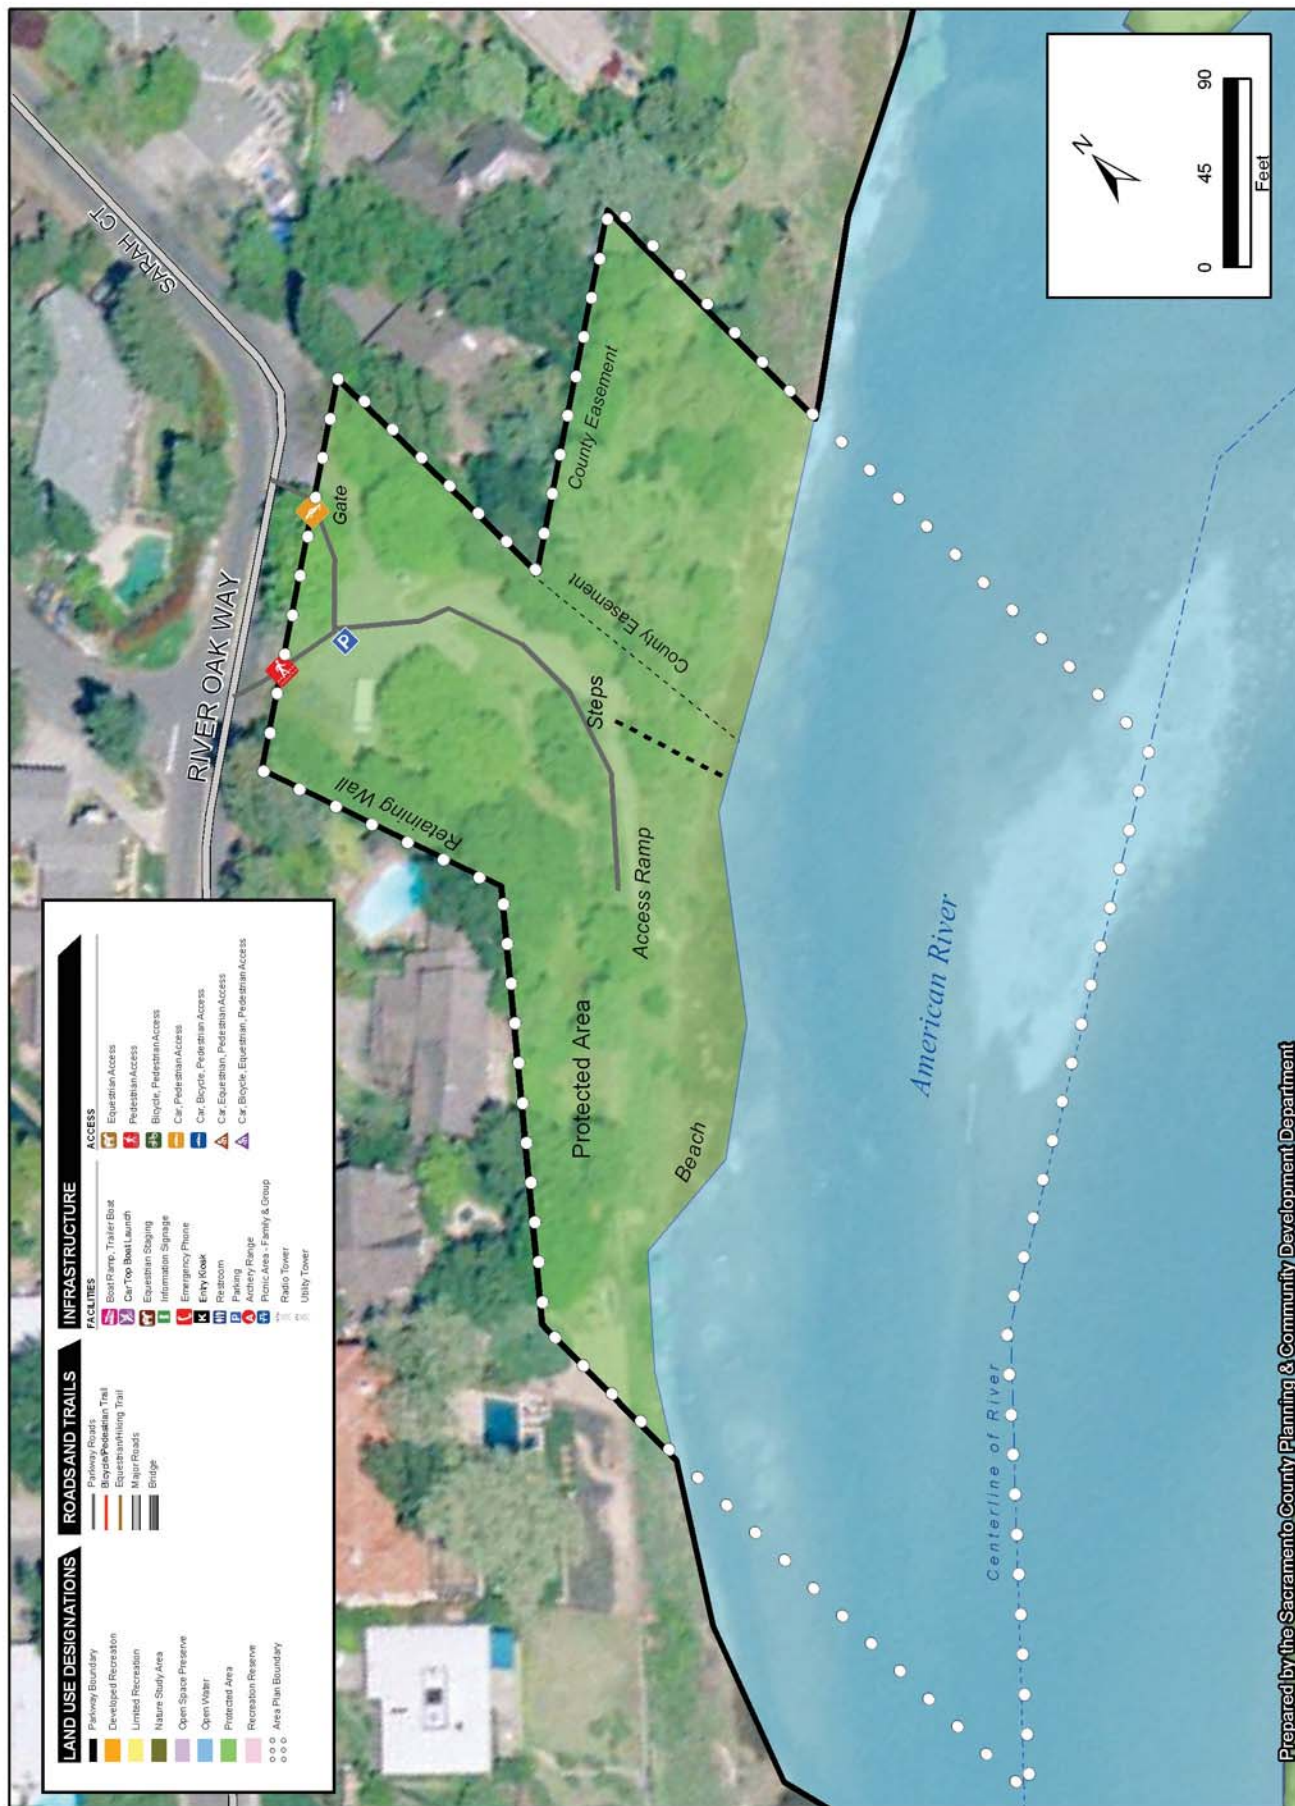 LAND USE DESIGNATIONS
Parkway Boundary
Developed Recreation
Limited Recreation
Nature Study Area
Open Space Preserve
Open Water
Protected Area
Recreation Reserve
Area Plan Boundary
ROADS AND TRAILS
Parkway Roads
Bicycle/Pedestrian Trail
Equestrian/Hiking Trail
Major Roads
Bridge
INFRASTRUCTURE
FACILITIES
Boat Ramp, Trailer Boat
Car Top Boat Launch
Equestrian Staging
Information Signage
Emergency Phone
K Entry Kiosk
Restroom
P Parking
A Archery Range
Picnic Area - Family & Group
Radio Tower
Utility Tower
ACCESS
Equestrian Access
Pedestrian Access
Bicycle, Pedestrian Access
Car, Pedestrian Access
Car, Bicycle, Pedestrian Access
Car, Equestrian, Pedestrian Access
Car, Bicycle, Equestrian, Pedestrian Access
RIVER OAK WAY
SARAH CT
Gate
P
Retaining Wall
County Easement
County Easement
Steps
Access Ramp
Protected Area
Beach
American River
Centerline of River
N
0 45 90
Feet
Prepared by the Sacramento County Planning & Community Development Department